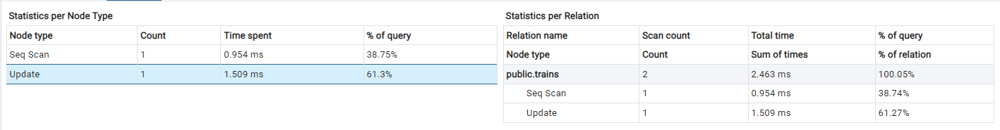 Statistics per Node Type
Node type Count Time spent % of query
Seq Scan 1 0.954 ms 38.75%
Update 1 1.509 ms 61.3%
Statistics per Relation
Relation name Scan count Total time % of query
Node type Count Sum of times % of relation
public.trains 2 2.463 ms 100.05%
Seq Scan 1 0.954 ms 38.74%
Update 1 1.509 ms 61.27%